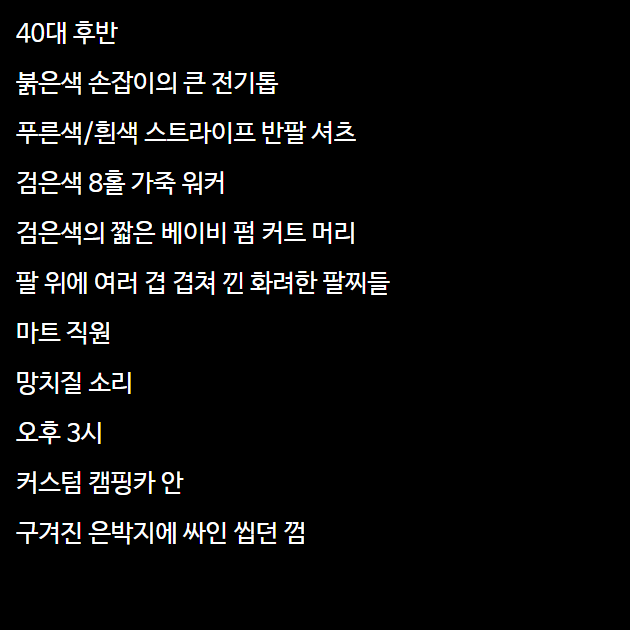 40대 후반
붉은색 손잡이의 큰 전기톱
푸른색/흰색 스트라이프 반팔 셔츠
검은색 8홀 가죽 워커
검은색의 짧은 베이비 펌 커트 머리
팔 위에 여러 겹 겹쳐 낀 화려한 팔찌들
마트 직원
망치질 소리
오후 3시
커스텀 캠핑카 안
구겨진 은박지에 싸인 씹던 껌